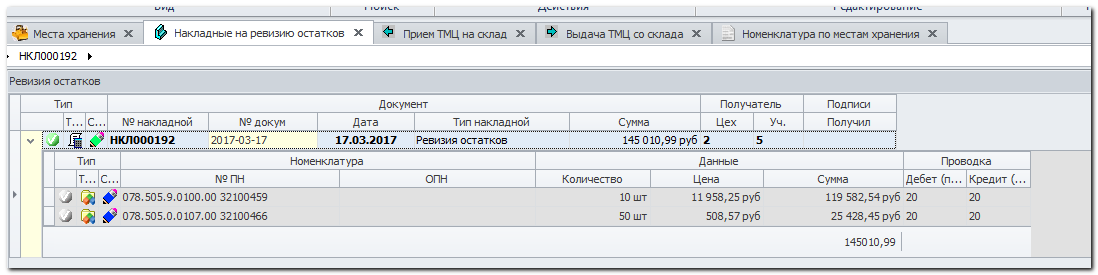 Вид Поиск Действия Редактирование
Места хранения Накладные на ревизию остатков Прием ТМЦ на склад Выдача ТМЦ со склада Номенклатура по местам хранения
НКЛ000192
Ревизия остатков
Тип Документ Получатель Подписи
Т... С... № накладной № докум Дата Тип накладной Сумма Цех Уч. Получил
НКЛ000192 2017-03-17 17.03.2017 Ревизия остатков 145 010,99 руб 2 5
Тип Номенклатура Данные Проводка
Т... С... № ПН ОПН Количество Цена Сумма Дебет (п... Кредит (...
078.505.9.0100.00 32100459 10 шт 11 958,25 руб 119 582,54 руб 20 20
078.505.0.0107.00 32100466 50 шт 508,57 руб 25 428,45 руб 20 20
145010,99